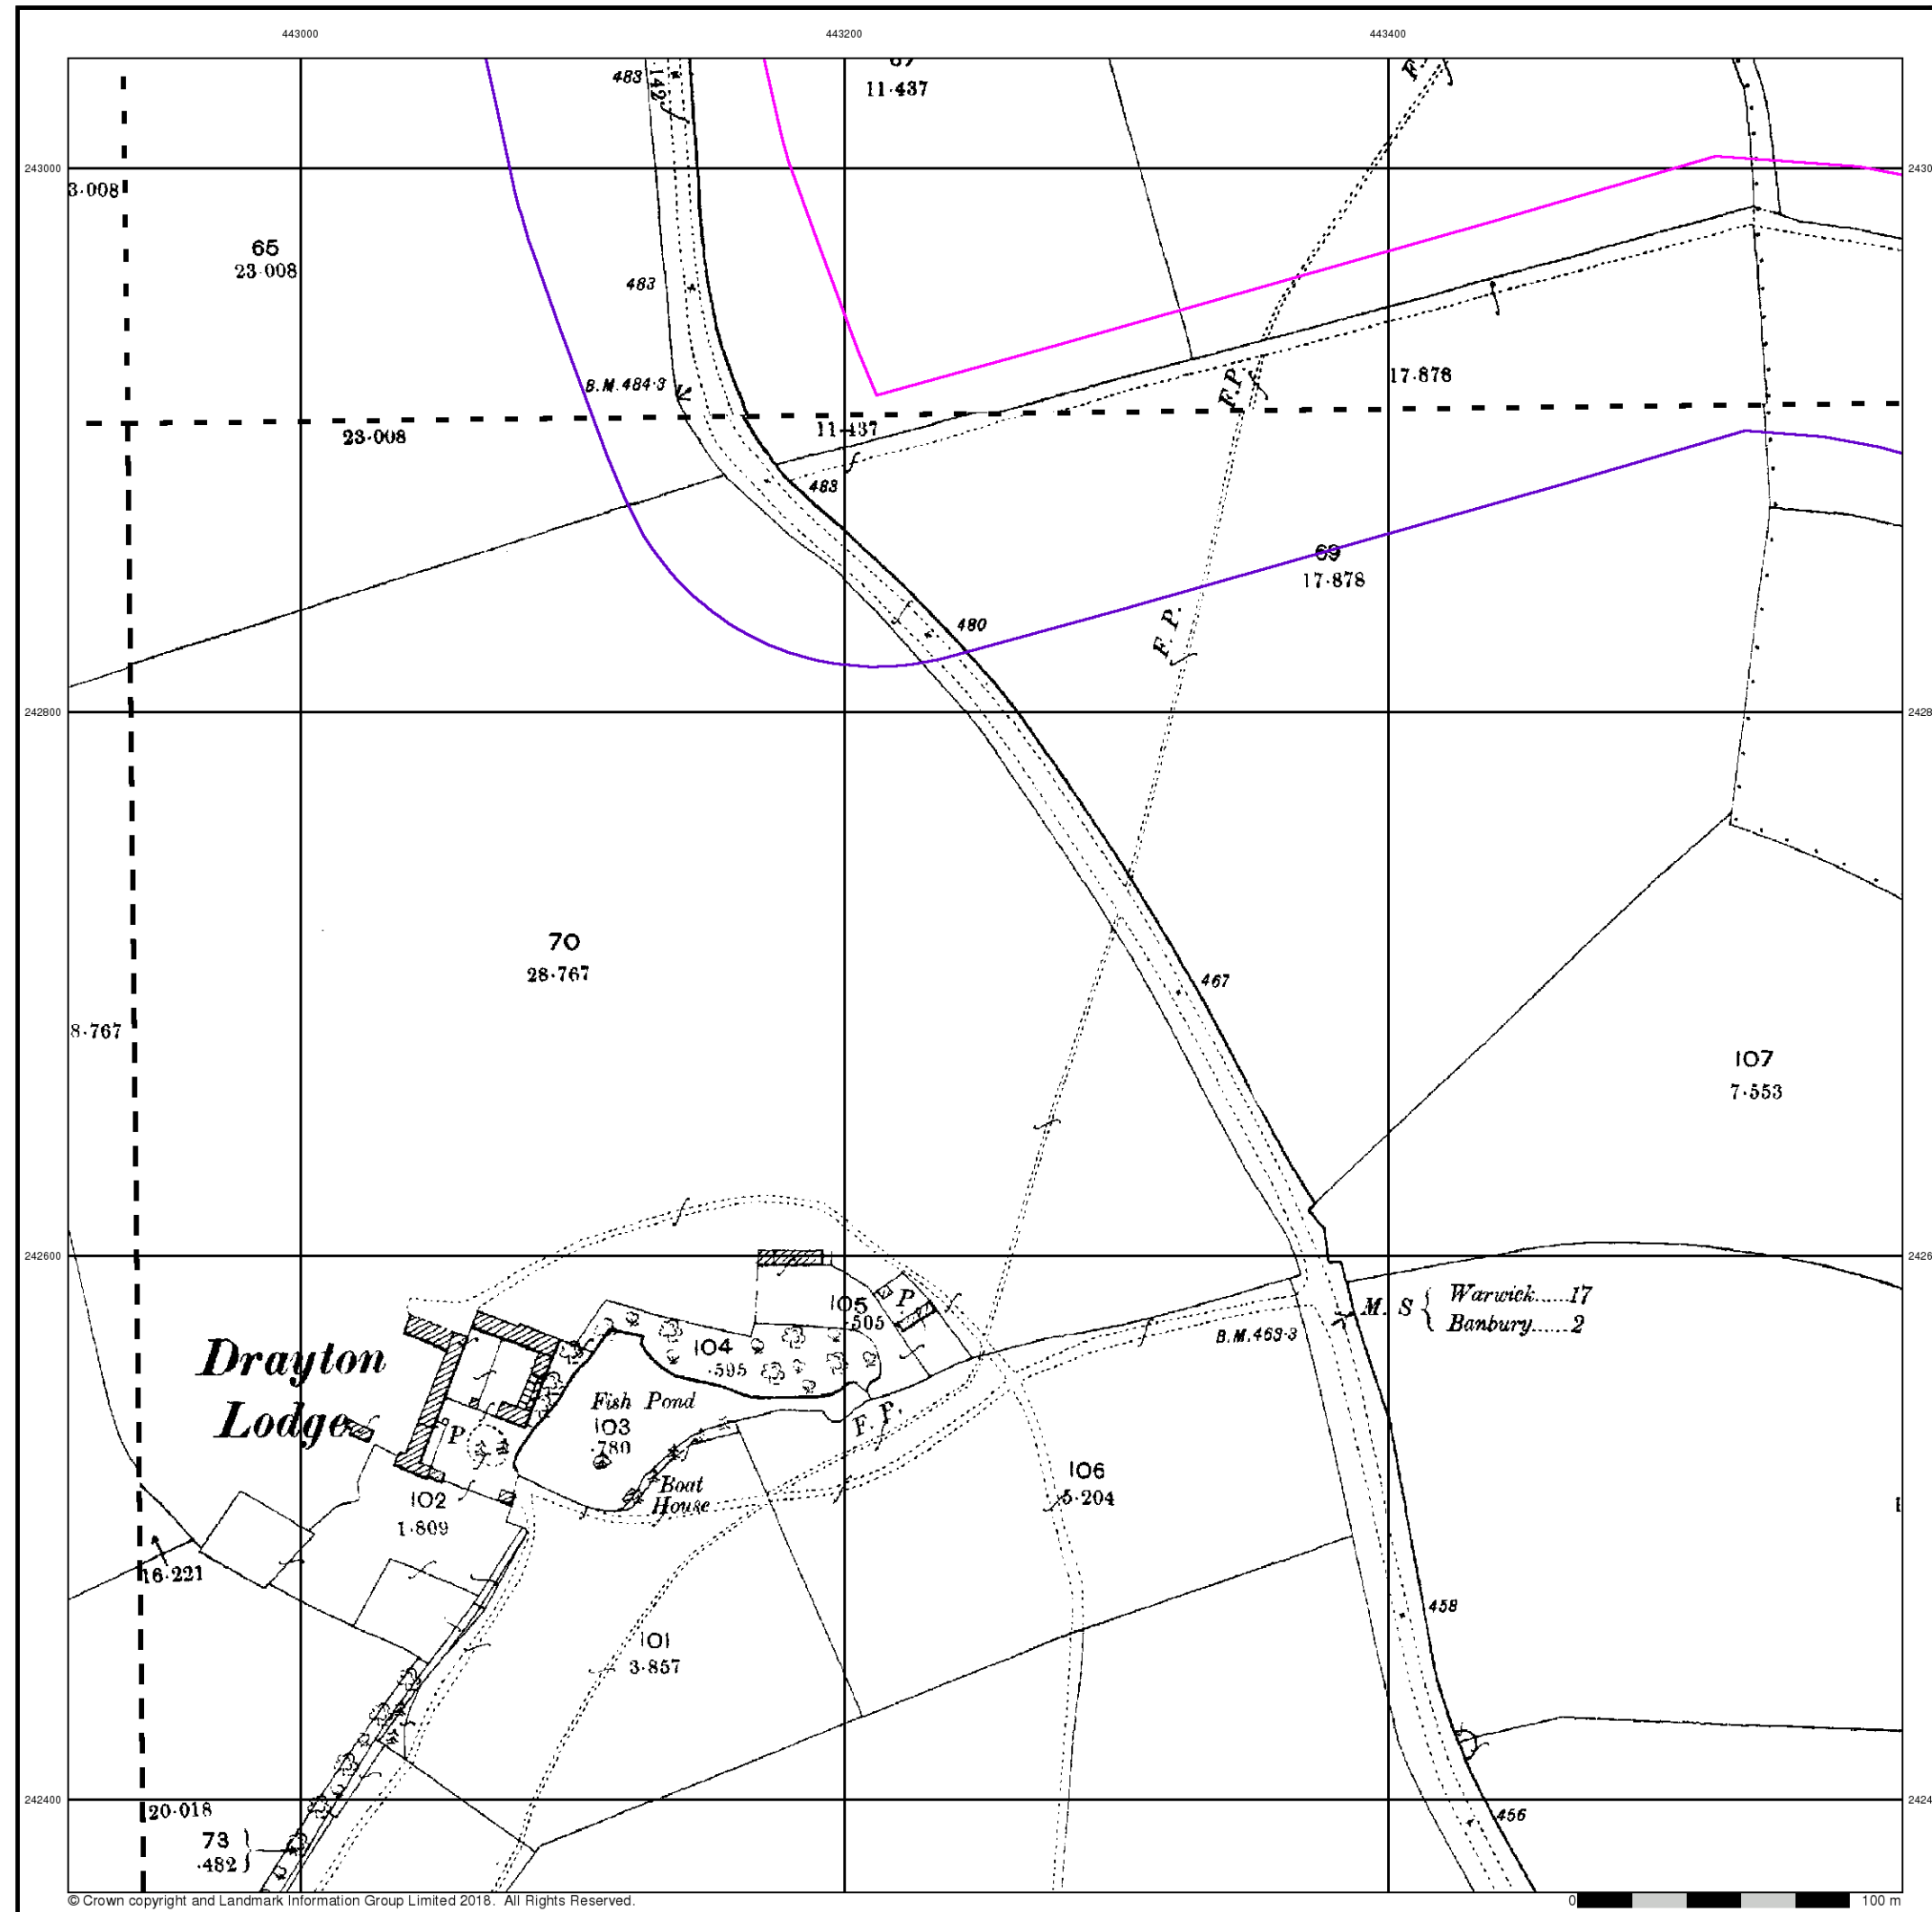 443000
443200
443400
483
142
11·437
F.
243000
3·008
65
23·008
483
B.M.484·3
F.P.
17·878
23·008
11·437
483
69
17·878
480
F. P.
242800
70
28·767
467
8·767
107
7·553
242600
105
·505
P.
M. S { Warwick......17
Banbury......2
B.M.463·3
Drayton
Lodge
104
·595
Fish Pond
103
·780
P
F. P.
Boat
House
106
5·204
102
1·809
16·221
458
101
3·857
242400
20·018
73
·482
456
© Crown copyright and Landmark Information Group Limited 2018. All Rights Reserved.
0
100 m